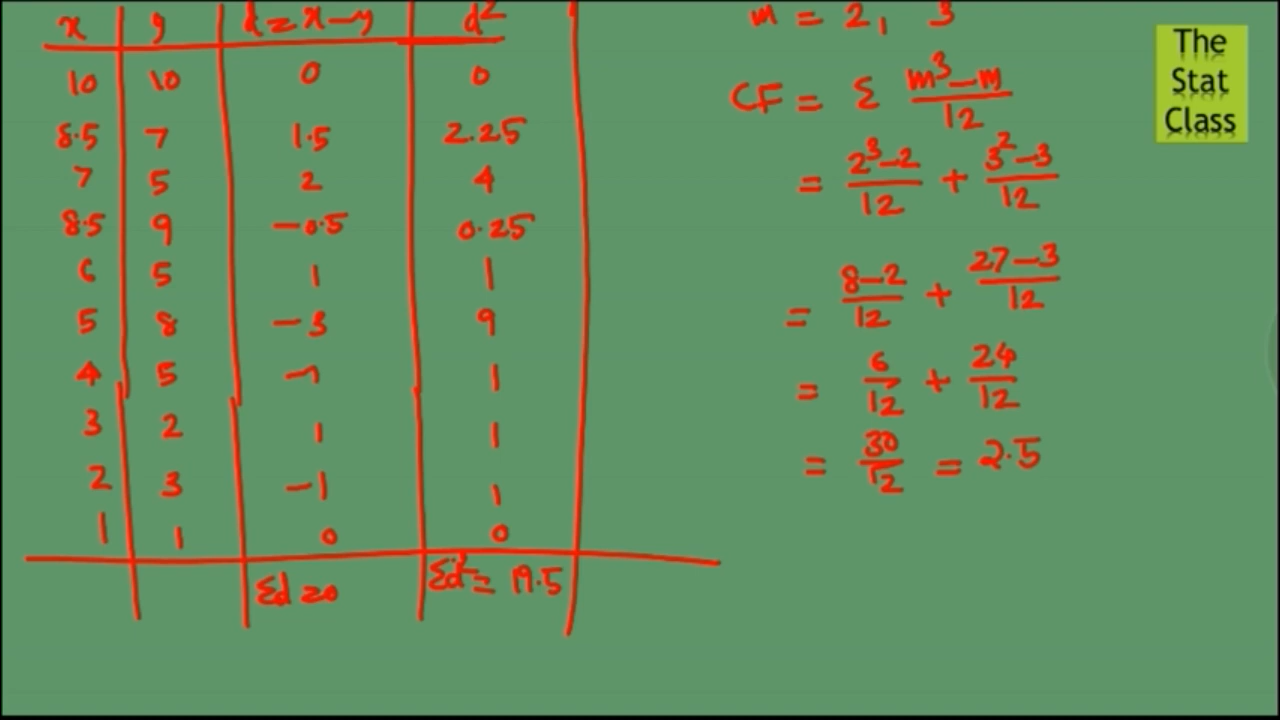 x y d=x-y d²
10 10 0 0
8.5 7 1.5 2.25
7 5 2 4
8.5 9 -0.5 0.25
6 5 1 1
5 8 -3 9
4 5 -1 1
3 2 1 1
2 3 -1 1
1 1 0 0
Σd=0 Σd²= 19.5
m = 2, 3
CF = Σ m³-m/12
= 2³-2/12 + 3²-3/12
= 8-2/12 + 27-3/12
= 6/12 + 24/12
= 30/12 = 2.5
The
Stat
Class